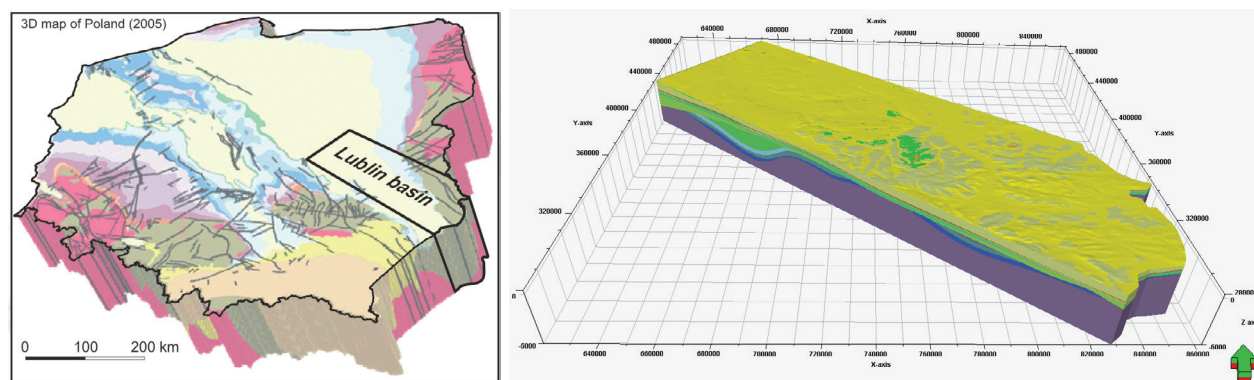 3D map of Poland (2005)
Lublin basin
0 100 200 km
X-axis
640000 680000 720000 760000 800000 840000
480000 480000
440000 440000
400000 400000
Y-axis Y-axis
360000 360000
320000 320000
0 280000 0
Z ax
-6000 -6000
640000 660000 680000 700000 720000 740000 760000 780000 800000 820000 840000 860000
X-axis